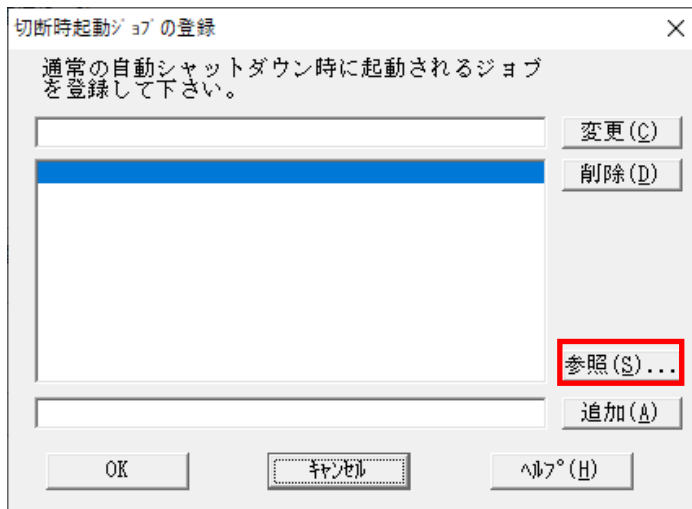 切断時起動ｼﾞｮﾌﾞの登録
通常の自動シャットダウン時に起動されるジョブ
を登録して下さい。
変更(C)
削除(D)
参照(S)...
追加(A)
OK
ｷｬﾝｾﾙ
ﾍﾙﾌﾟ(H)